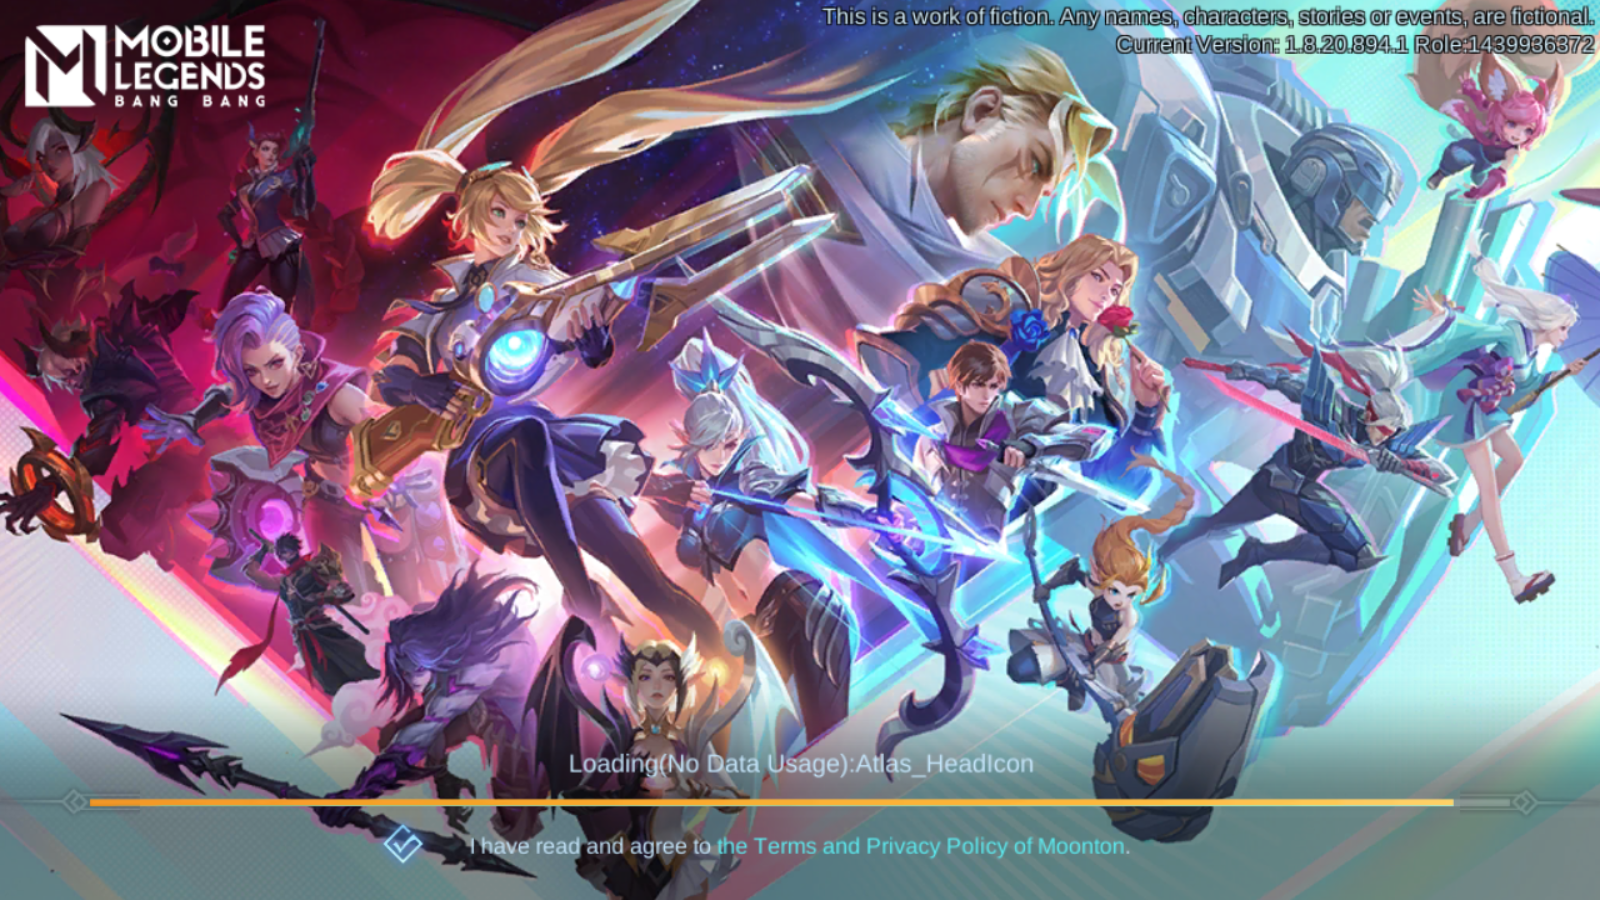 This is a work of fiction. Any names, characters, stories or events, are fictional.
Current Version: 1.8.20.894.1 Role:1439936372
MOBILE
LEGENDS
BANG BANG
Loading(No Data Usage):Atlas_HeadIcon
I have read and agree to the Terms and Privacy Policy of Moonton.